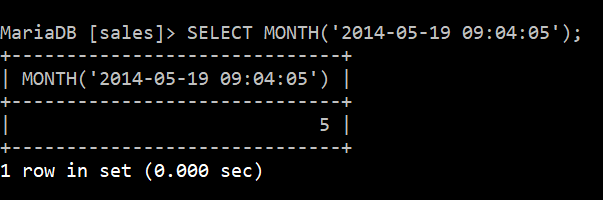 MariaDB [sales]> SELECT MONTH('2014-05-19 09:04:05');
+------------------------------+
| MONTH('2014-05-19 09:04:05') |
+------------------------------+
|                            5 |
+------------------------------+
1 row in set (0.000 sec)